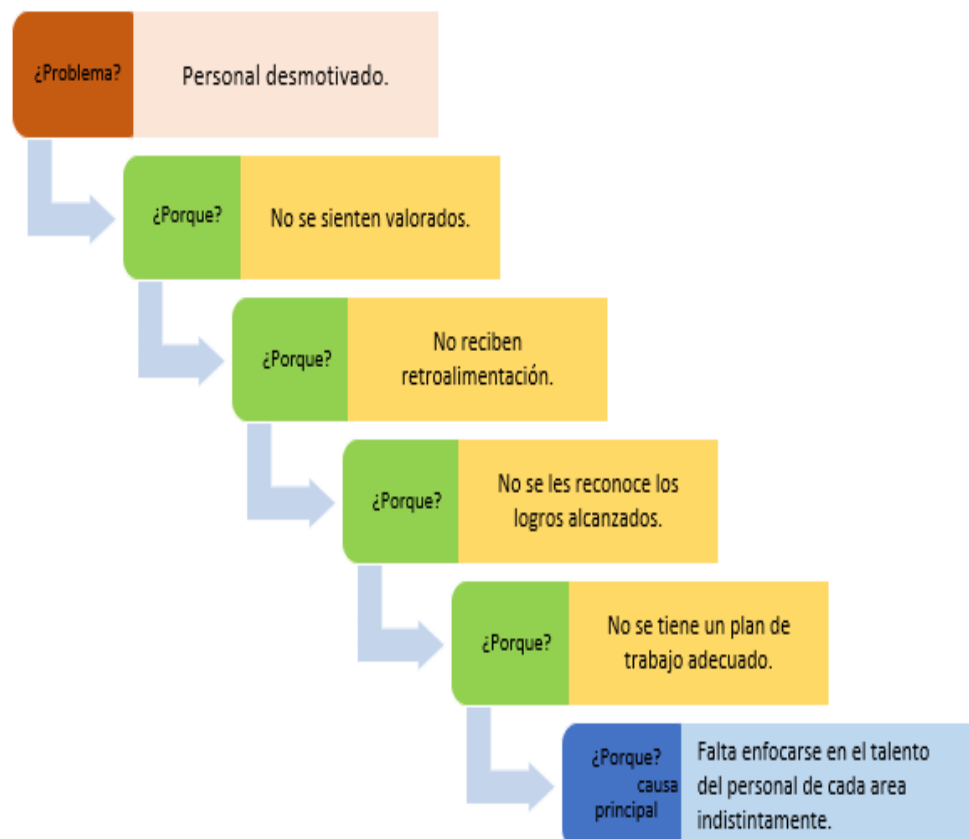 ¿Problema?
Personal desmotivado.
¿Porque?
No se sienten valorados.
¿Porque?
No reciben
retroalimentación.
¿Porque?
No se les reconoce los
logros alcanzados.
¿Porque?
No se tiene un plan de
trabajo adecuado.
¿Porque?
causa
principal
Falta enfocarse en el talento
del personal de cada area
indistintamente.